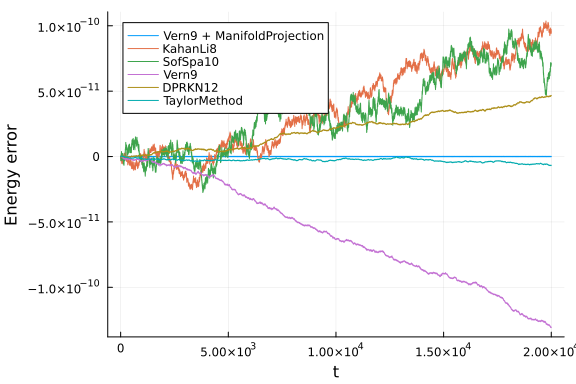 1.0×10⁻¹⁰
Vern9 + ManifoldProjection
KahanLi8
SofSpa10
Vern9
DPRKN12
TaylorMethod
5.0×10⁻¹¹
0
−5.0×10⁻¹¹
−1.0×10⁻¹⁰
Energy error
0
5.00×10³
1.00×10⁴
1.50×10⁴
2.00×10⁴
t